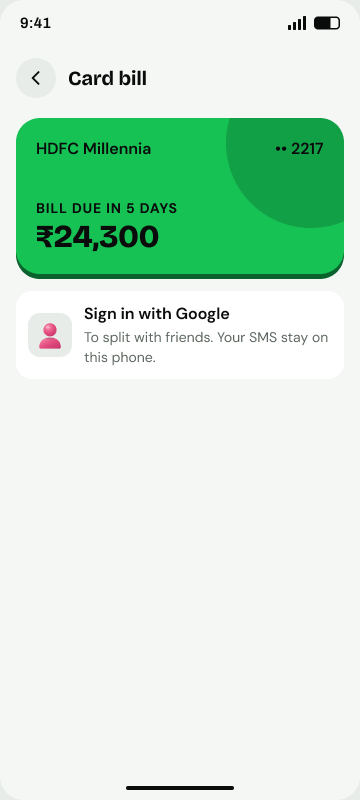 9:41
Card bill
HDFC Millennia
•• 2217
BILL DUE IN 5 DAYS
₹24,300
Sign in with Google
To split with friends. Your SMS stay on
this phone.